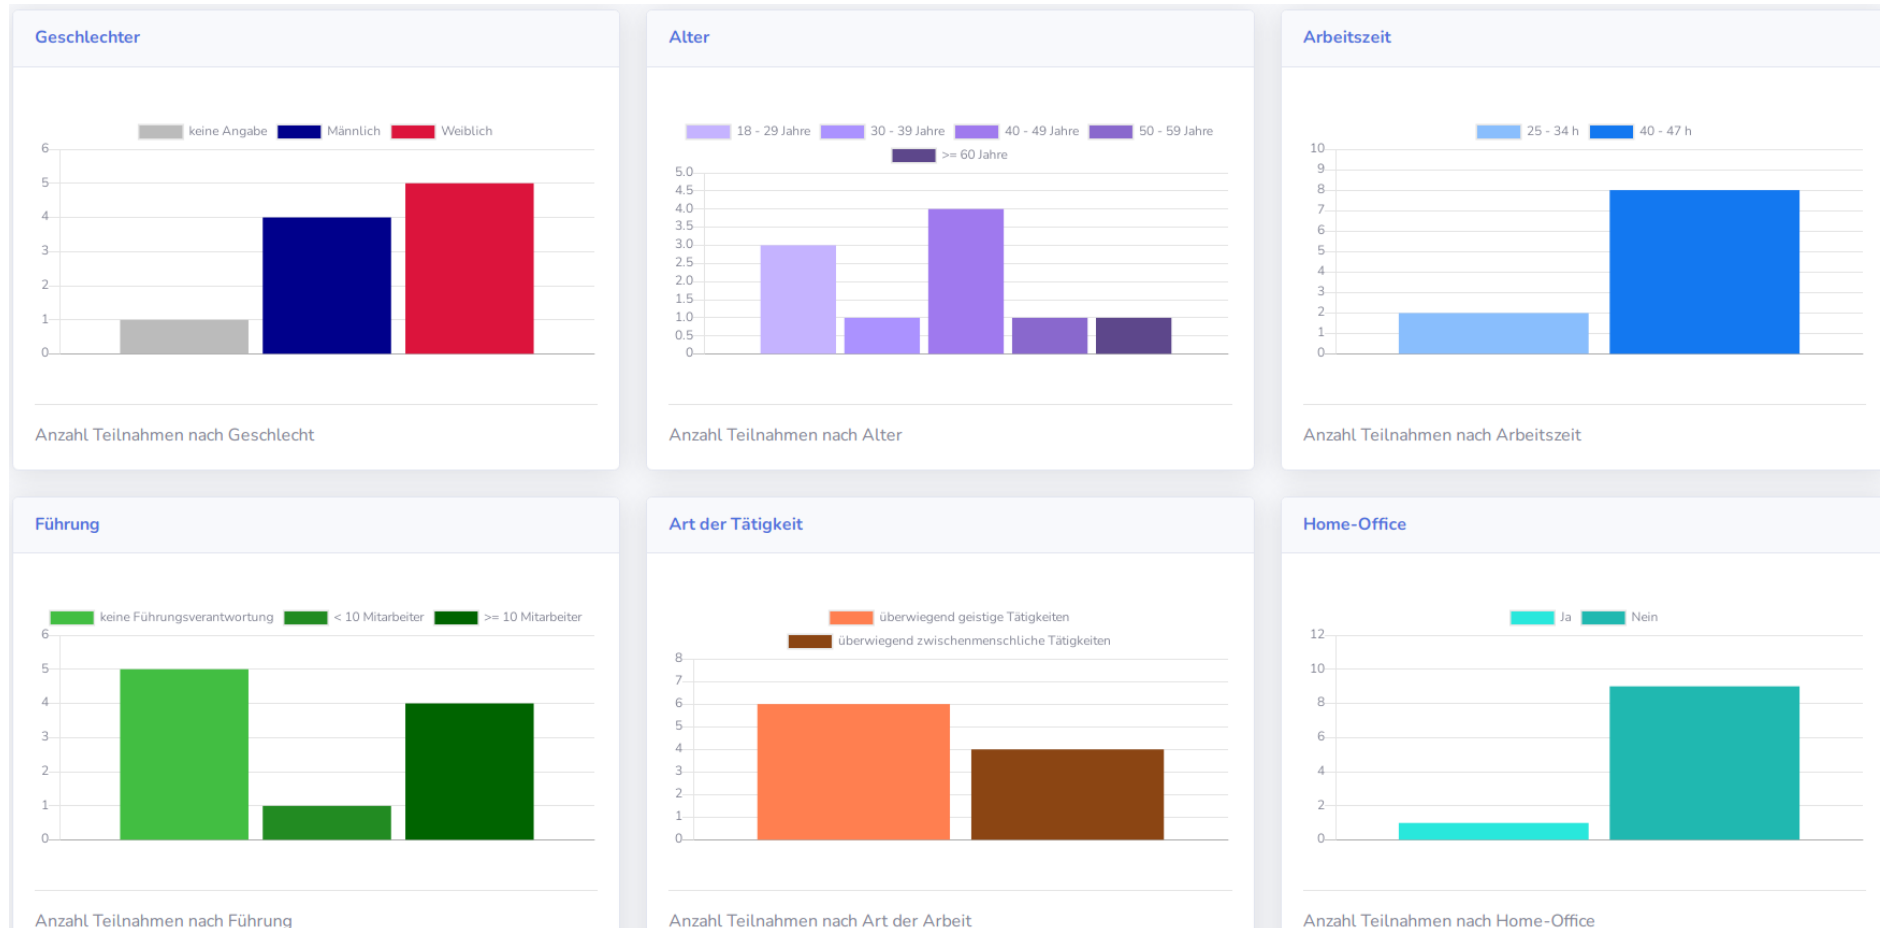 Geschlechter
keine Angabe Männlich Weiblich
6
5
4
3
2
1
0
Anzahl Teilnahmen nach Geschlecht
Alter
18 - 29 Jahre 30 - 39 Jahre 40 - 49 Jahre 50 - 59 Jahre
>= 60 Jahre
5.0
4.5
4.0
3.5
3.0
2.5
2.0
1.5
1.0
0.5
0
Anzahl Teilnahmen nach Alter
Arbeitszeit
25 - 34 h 40 - 47 h
10
9
8
7
6
5
4
3
2
1
0
Anzahl Teilnahmen nach Arbeitszeit
Führung
keine Führungsverantwortung < 10 Mitarbeiter >= 10 Mitarbeiter
6
5
4
3
2
1
0
Anzahl Teilnahmen nach Führung
Art der Tätigkeit
überwiegend geistige Tätigkeiten
überwiegend zwischenmenschliche Tätigkeiten
8
7
6
5
4
3
2
1
0
Anzahl Teilnahmen nach Art der Arbeit
Home-Office
Ja Nein
12
10
8
6
4
2
0
Anzahl Teilnahmen nach Home-Office